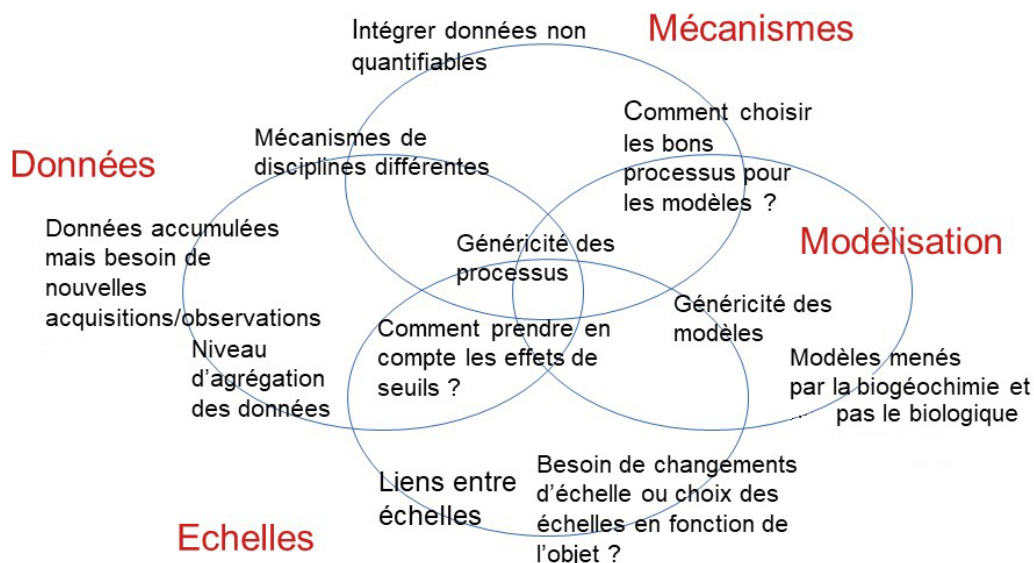 Intégrer données non
quantifiables
Mécanismes
Comment choisir
les bons
processus pour
les modèles ?
Mécanismes de
disciplines différentes
Données
Données accumulées
mais besoin de
nouvelles
acquisitions/observations
Généricité des
processus
Modélisation
Généricité des
modèles
Niveau
d'agrégation
des données
Comment prendre en
compte les effets de
seuils ?
Modèles menés
par la biogéochimie et
pas le biologique
Liens entre
échelles
Besoin de changements
d'échelle ou choix des
échelles en fonction de
l'objet ?
Echelles